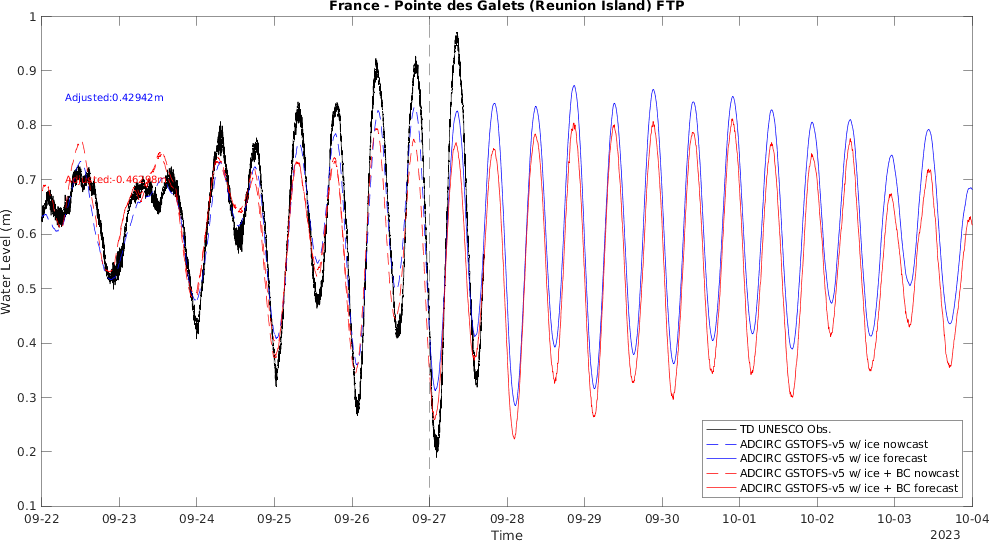 France - Pointe des Galets (Reunion Island) FTP
1
0.9
0.8
0.7
0.6
0.5
0.4
0.3
0.2
0.1
Water Level (m)
Adjusted:0.42942m
TD UNESCO Obs.
ADCIRC GSTOFS-v5 w/ ice nowcast
ADCIRC GSTOFS-v5 w/ ice forecast
ADCIRC GSTOFS-v5 w/ ice + BC nowcast
ADCIRC GSTOFS-v5 w/ ice + BC forecast
09-22 09-23 09-24 09-25 09-26 09-27 09-28 09-29 09-30 10-01 10-02 10-03 10-04
Time
2023